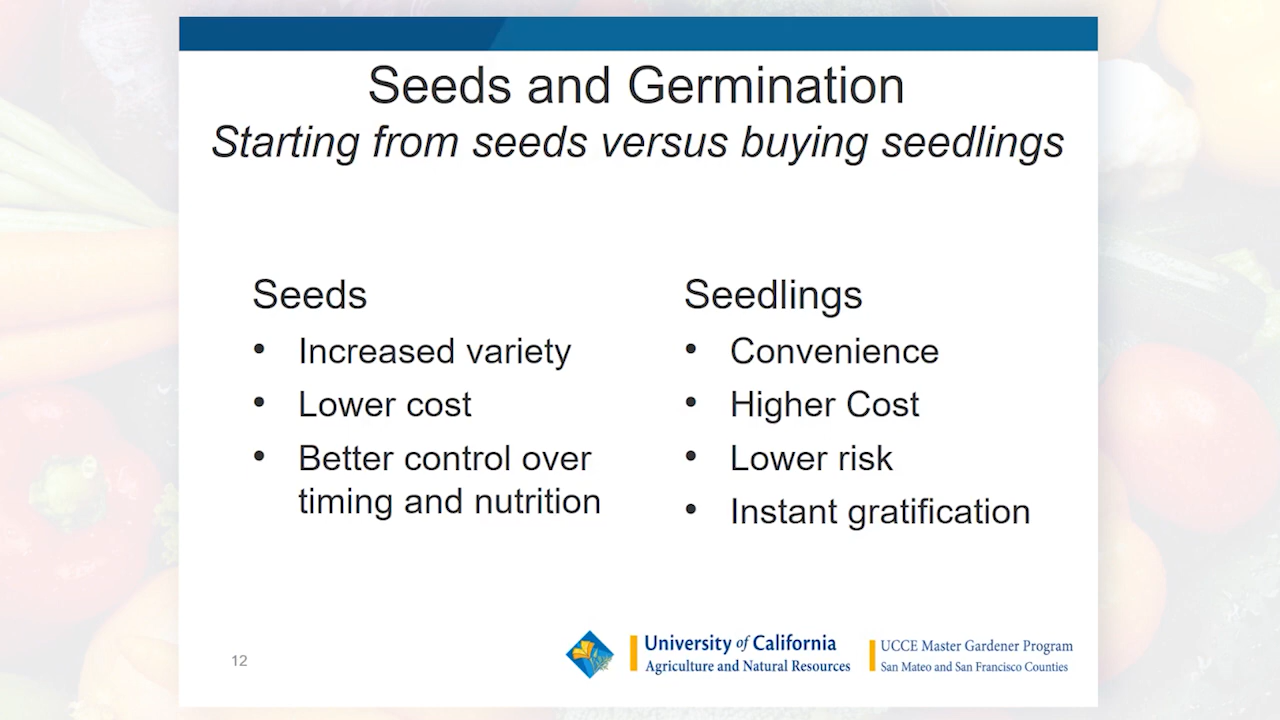 Seeds and Germination
Starting from seeds versus buying seedlings
Seeds
• Increased variety
• Lower cost
• Better control over
timing and nutrition
Seedlings
• Convenience
• Higher Cost
• Lower risk
• Instant gratification
12
University of California
Agriculture and Natural Resources
UCCE Master Gardener Program
San Mateo and San Francisco Counties